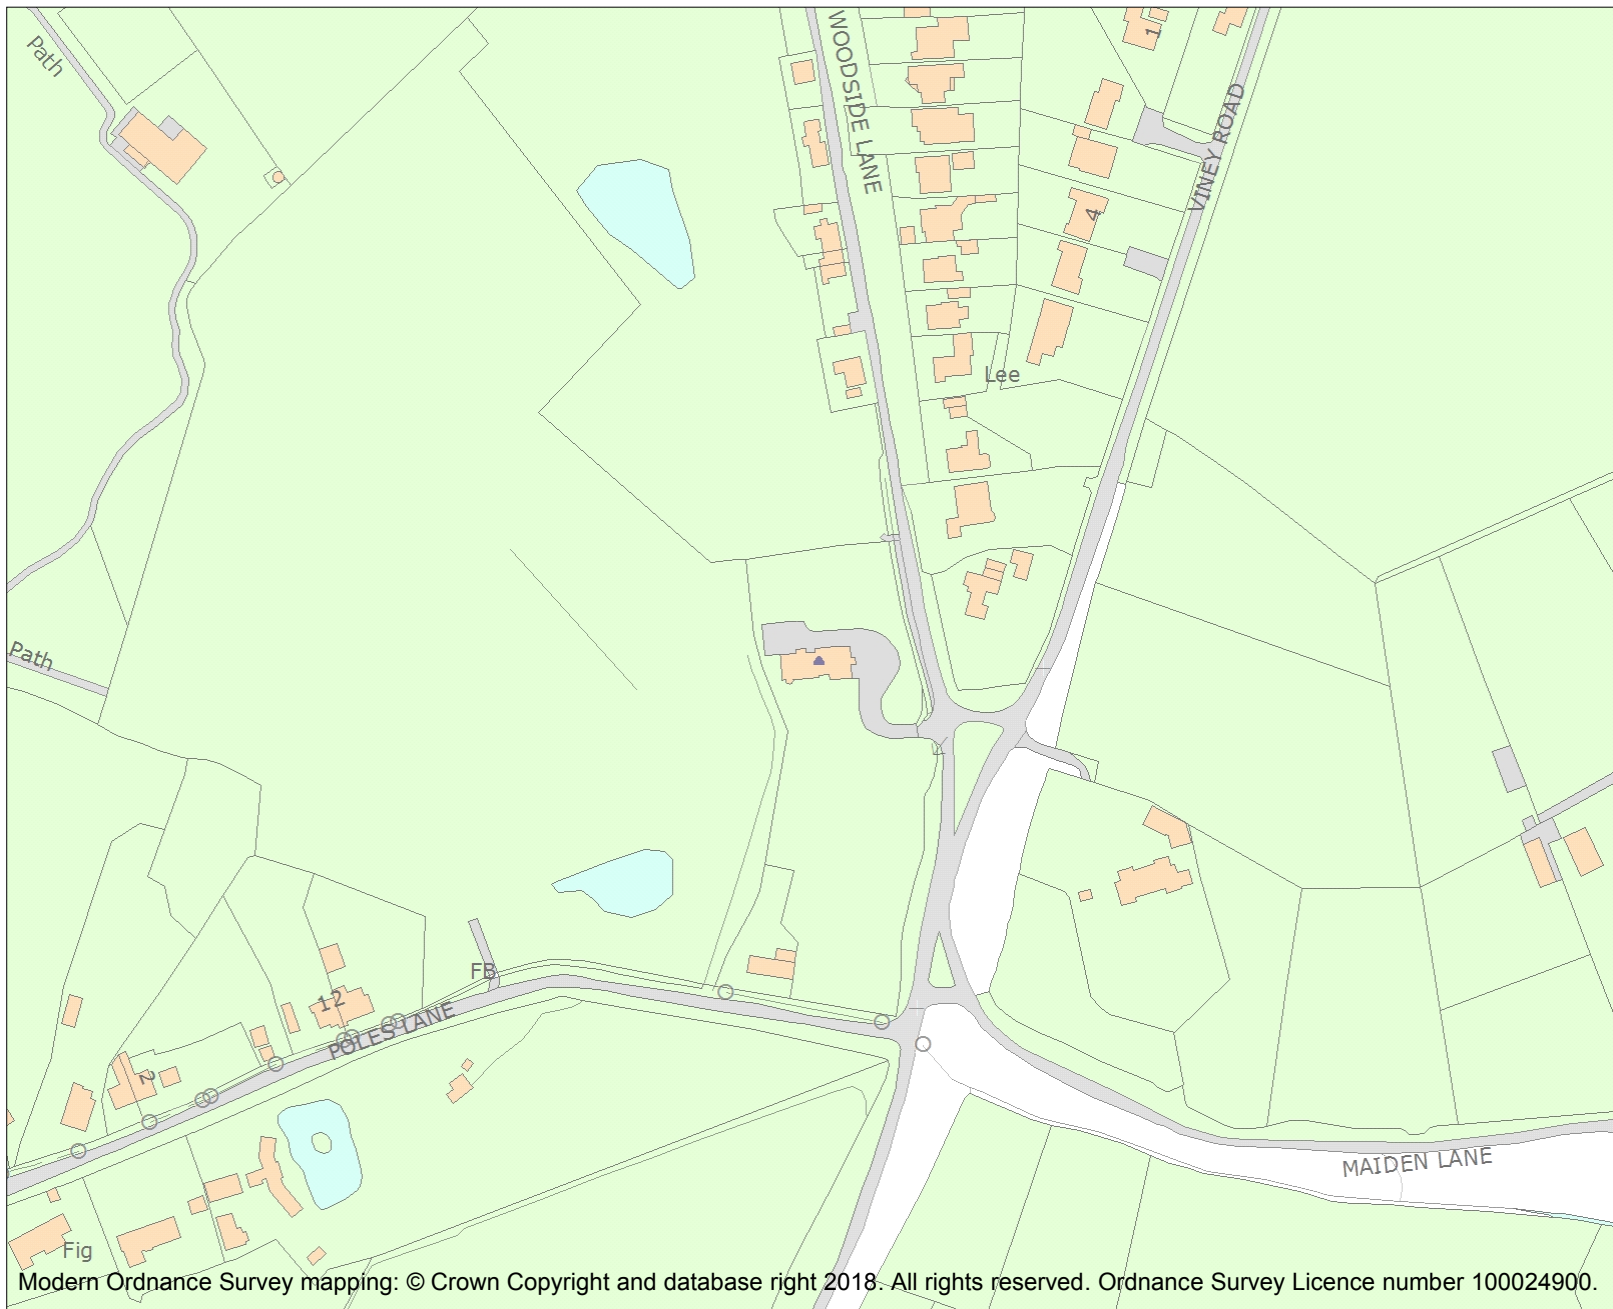 Path
WOODSIDE LANE
1
VINEY ROAD
4
Lee
Path
FB
12
POLES LANE
2
MAIDEN LANE
Fig
Modern Ordnance Survey mapping: © Crown Copyright and database right 2018. All rights reserved. Ordnance Survey Licence number 100024900.